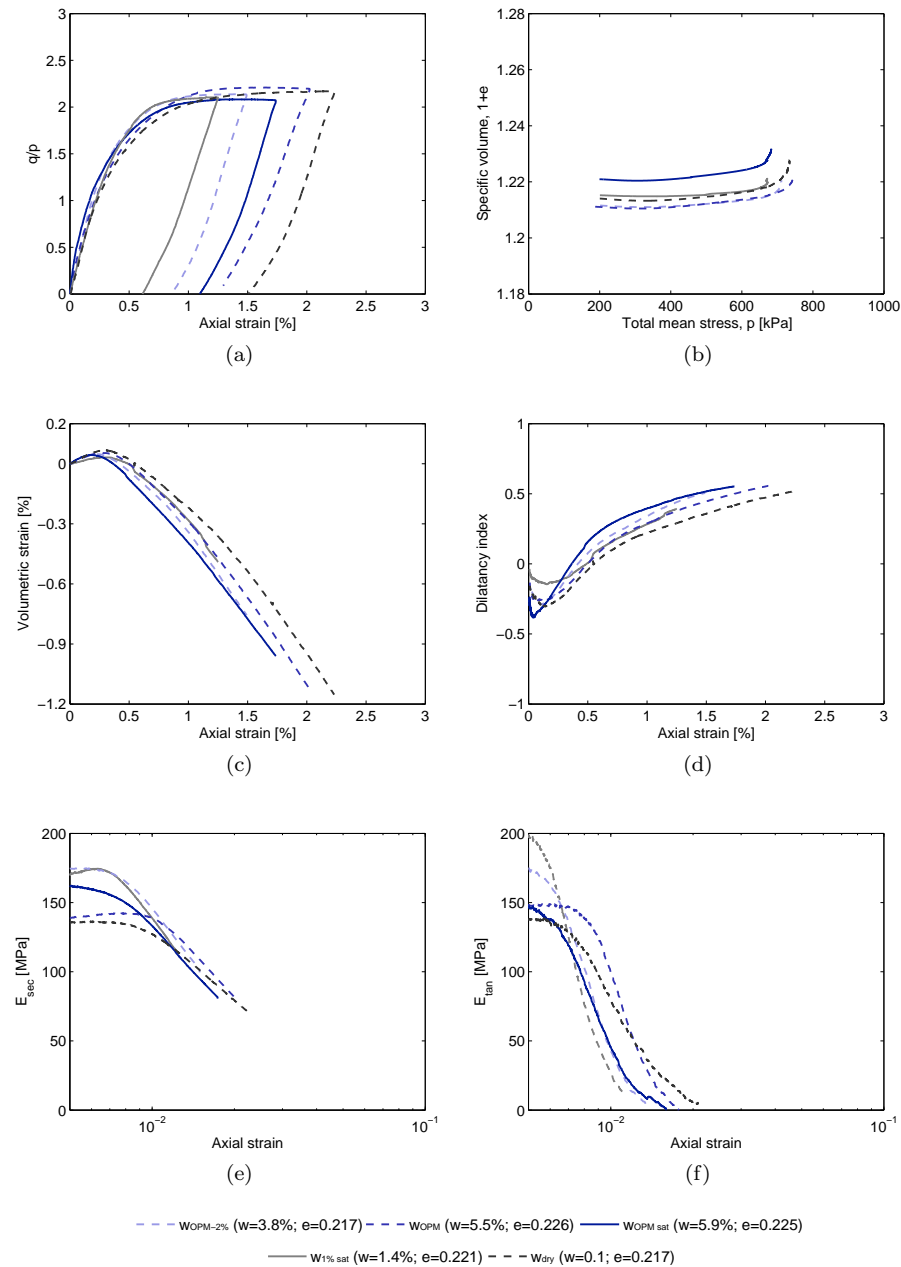 3
2.5
2
1.5
1
0.5
0
q/p
0 0.5 1 1.5 2 2.5 3
Axial strain [%]
(a)
1.28
1.26
1.24
1.22
1.2
1.18
Specific volume, 1+e
0 200 400 600 800 1000
Total mean stress, p [kPa]
(b)
0.2
0
−0.3
−0.6
−0.9
−1.2
Volumetric strain [%]
0 0.5 1 1.5 2 2.5 3
Axial strain [%]
(c)
1
0.5
0
−0.5
−1
Dilatancy index
0 0.5 1 1.5 2 2.5 3
Axial strain [%]
(d)
200
150
100
50
0
E_sec [MPa]
10^−2 10^−1
Axial strain
(e)
200
150
100
50
0
E_tan [MPa]
10^−2 10^−1
Axial strain
(f)
w_OPM−2% (w=3.8%; e=0.217) w_OPM (w=5.5%; e=0.226) w_OPM sat (w=5.9%; e=0.225)
w_1% sat (w=1.4%; e=0.221) w_dry (w=0.1; e=0.217)